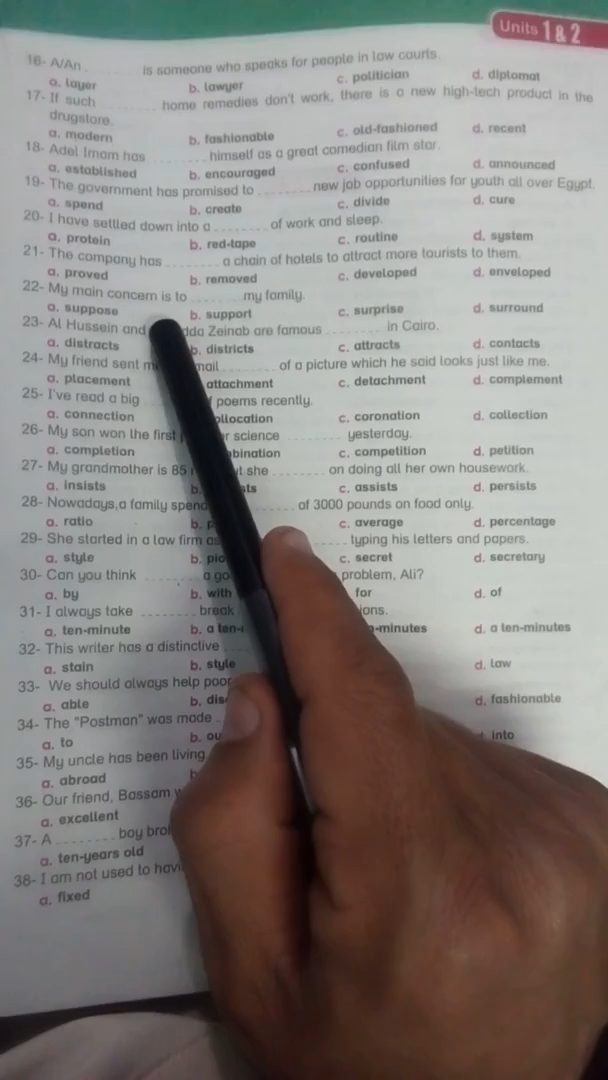 Units 1 & 2
16- A/An ........ is someone who speaks for people in law courts.
a. layer b. lawyer c. politician d. diplomat
17- If such ........ home remedies don't work, there is a new high-tech product in the
drugstore.
a. modern b. fashionable c. old-fashioned d. recent
18- Adel Imam has ........ himself as a great comedian film star.
a. established b. encouraged c. confused d. announced
19- The government has promised to ........ new job opportunities for youth all over Egypt.
a. spend b. create c. divide d. cure
20- I have settled down into a ........ of work and sleep.
a. protein b. red-tape c. routine d. system
21- The company has ........ a chain of hotels to attract more tourists to them.
a. proved b. removed c. developed d. enveloped
22- My main concern is to ........ my family.
a. suppose b. support c. surprise d. surround
23- Al Hussein and Zeinab are famous ........ in Cairo.
a. distracts b. districts c. attracts d. contacts
24- My friend sent ........ of a picture which he said looks just like me.
a. placement attachment c. detachment d. complement
25- I've read a big poems recently.
a. connection c. coronation d. collection
26- My son won the first science ........ yesterday.
a. completion c. competition d. petition
27- My grandmother is 85 she ........ on doing all her own housework.
a. insists b. c. assists d. persists
28- Nowadays,a family ........ of 3000 pounds on food only.
a. ratio b. c. average d. percentage
29- She started in a law firm ........ typing his letters and papers.
a. style b. c. secret d. secretary
30- Can you think ........ a problem, Ali?
a. by b. with for d. of
31- I always take ........ break
a. ten-minute b. a d. a ten-minutes
32- This writer has a distinctive
a. stain b. style d. law
33- We should always help poor
a. able b. d. fashionable
34- The "Postman" was made
a. to b. into
35- My uncle has been living
a. abroad
36- Our friend, Bassam
a. excellent
37- A ........ boy
a. ten-years old
38- I am not used to
a. fixed